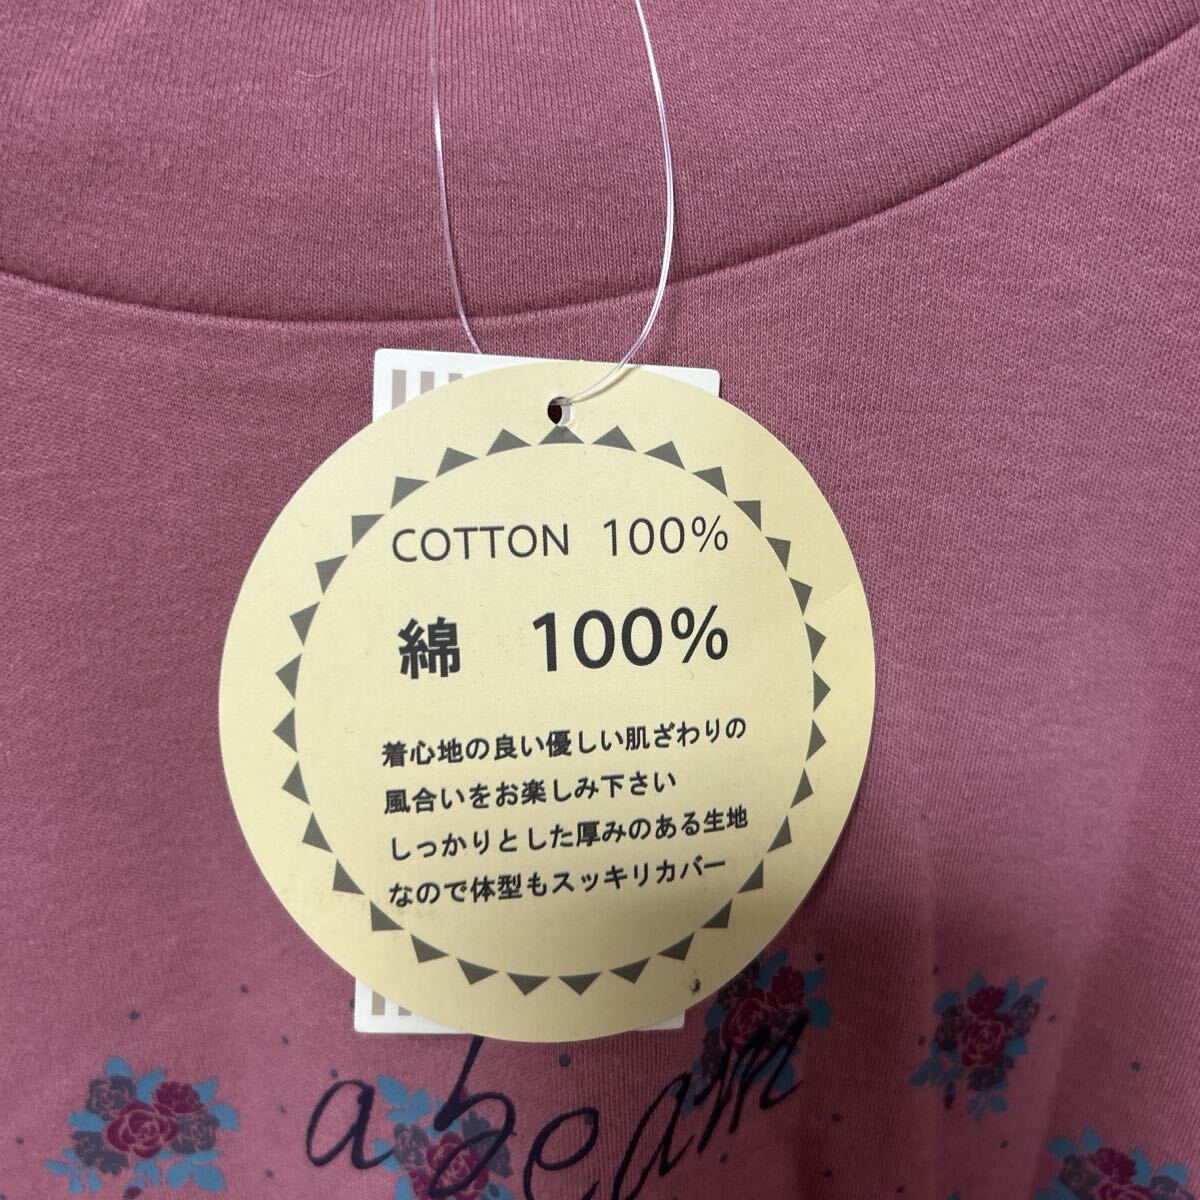 COTTON 100%
綿 100%
着心地の良い優しい肌ざわりの
風合いをお楽しみ下さい
しっかりとした厚みのある生地
なので体型もスッキリカバー
a beam